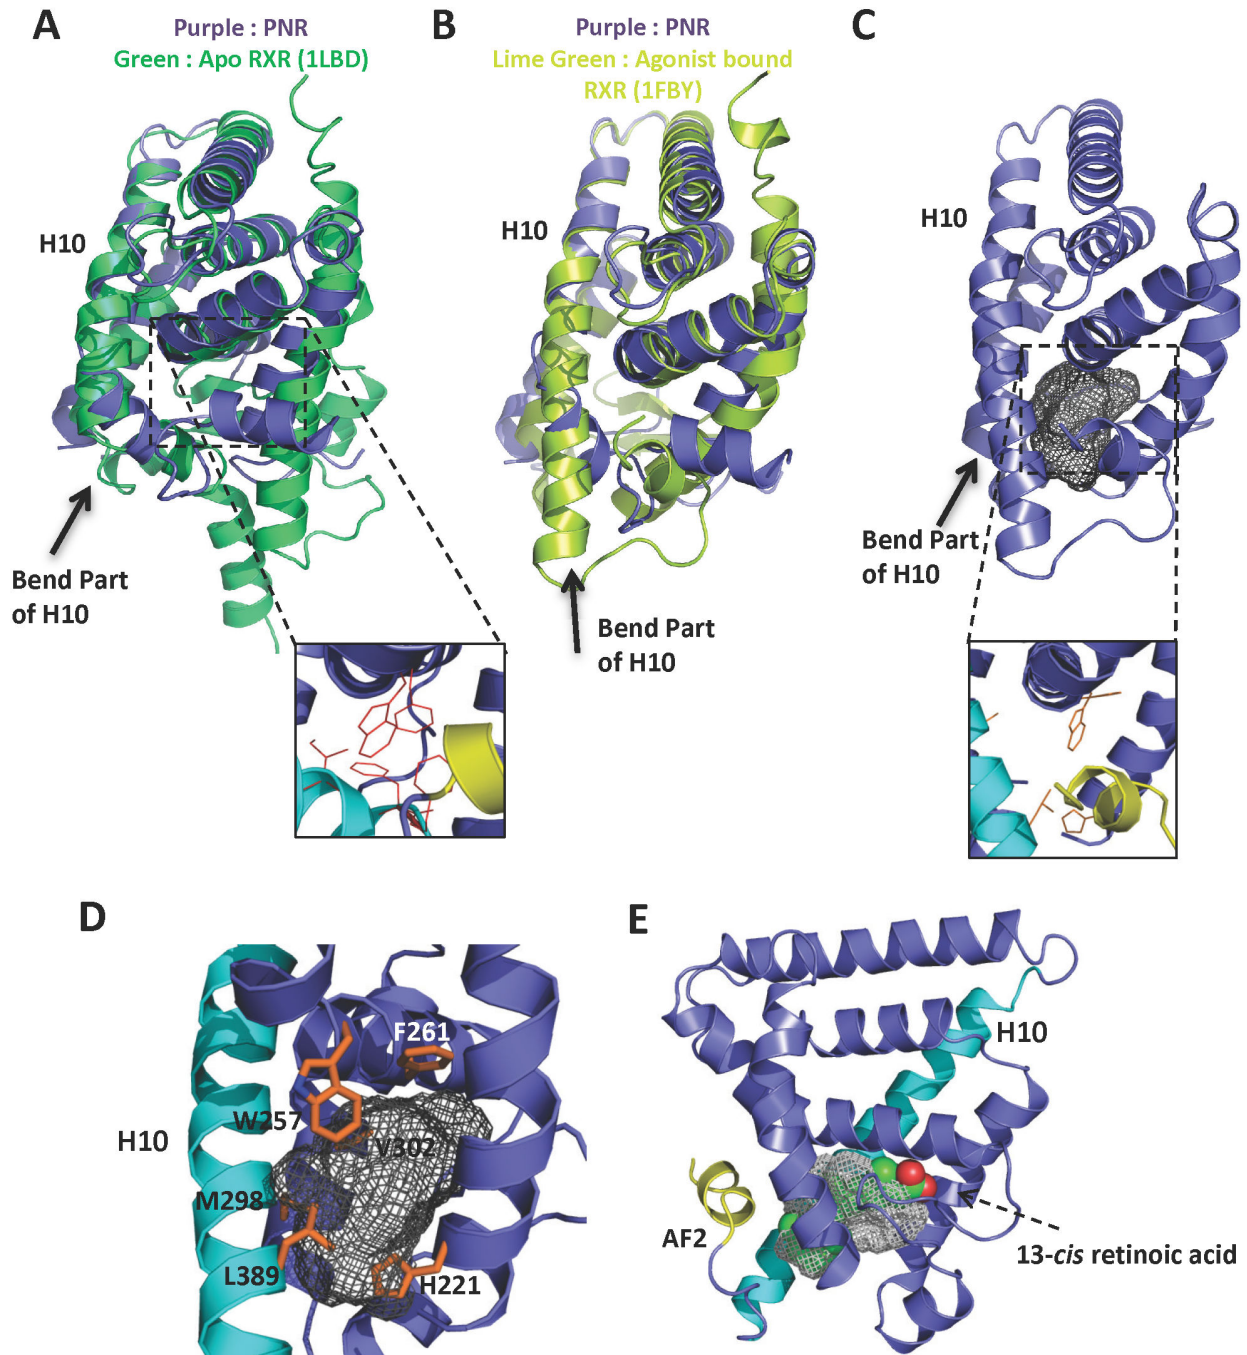 A
Purple : PNR
Green : Apo RXR (1LBD)
H10
Bend Part
of H10
B
Purple : PNR
Lime Green : Agonist bound
RXR (1FBY)
H10
Bend Part
of H10
C
H10
Bend Part
of H10
D
F261
W257
V302
H10
M298
L389
H221
E
H10
AF2
13-cis retinoic acid